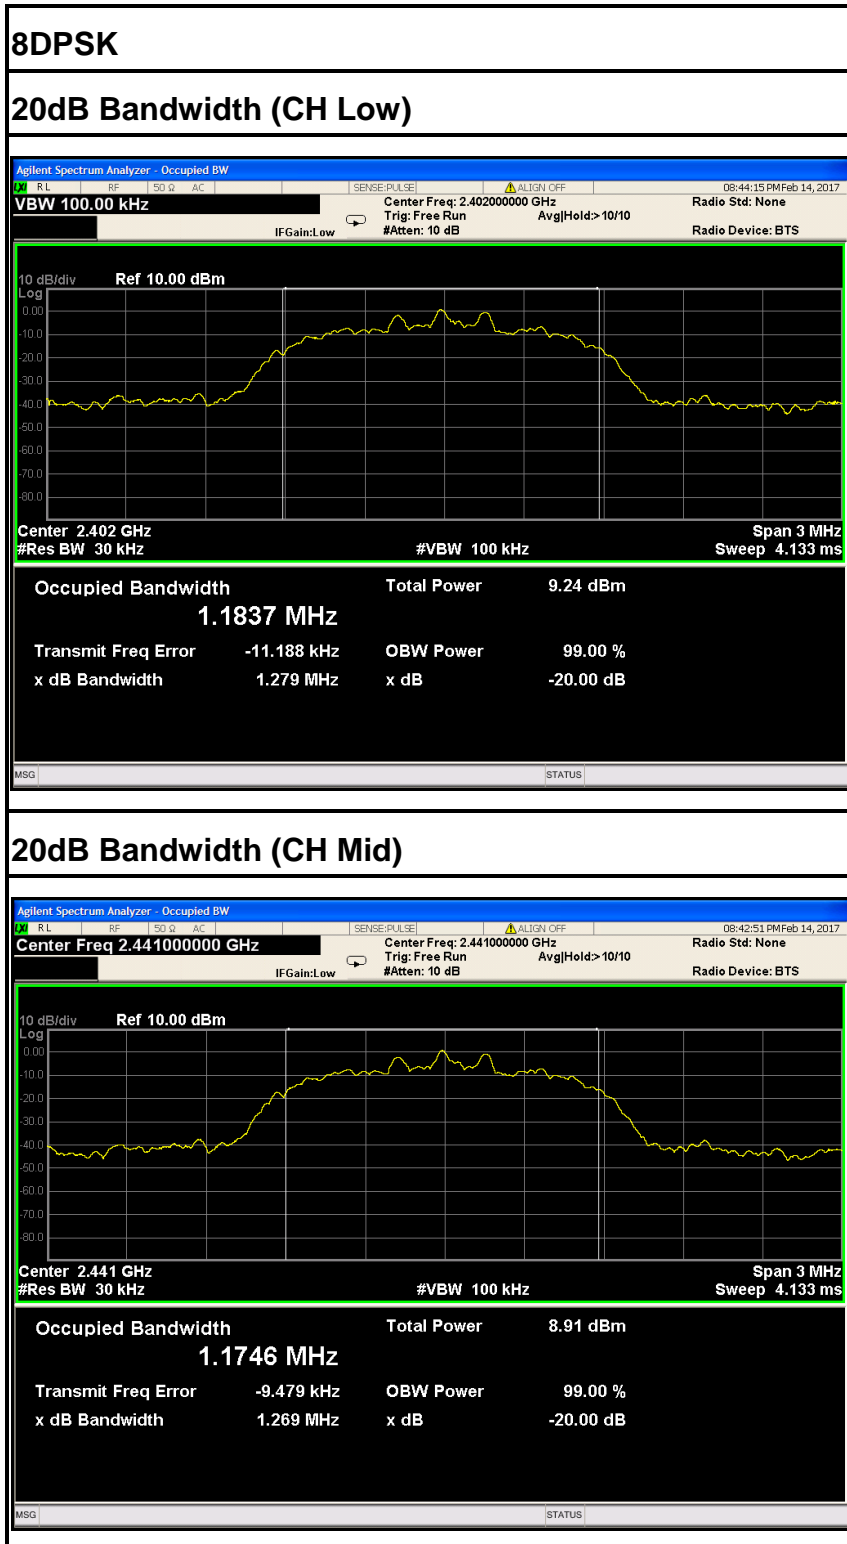 8DPSK
20dB Bandwidth (CH Low)
Agilent Spectrum Analyzer - Occupied BW
LXI RL RF 50 Ω AC SENSE:PULSE ALIGN OFF 08:44:15 PM Feb 14, 2017
VBW 100.00 kHz Center Freq: 2.402000000 GHz Radio Std: None
Trig: Free Run Avg|Hold:> 10/10
IFGain:Low #Atten: 10 dB Radio Device: BTS
10 dB/div Ref 10.00 dBm
Log
0.00
-10.0
-20.0
-30.0
-40.0
-50.0
-60.0
-70.0
-80.0
Center 2.402 GHz Span 3 MHz
#Res BW 30 kHz #VBW 100 kHz Sweep 4.133 ms
Occupied Bandwidth Total Power 9.24 dBm
1.1837 MHz
Transmit Freq Error -11.188 kHz OBW Power 99.00 %
x dB Bandwidth 1.279 MHz x dB -20.00 dB
MSG STATUS
20dB Bandwidth (CH Mid)
Agilent Spectrum Analyzer - Occupied BW
LXI RL RF 50 Ω AC SENSE:PULSE ALIGN OFF 08:42:51 PM Feb 14, 2017
Center Freq 2.441000000 GHz Center Freq: 2.441000000 GHz Radio Std: None
Trig: Free Run Avg|Hold:> 10/10
IFGain:Low #Atten: 10 dB Radio Device: BTS
10 dB/div Ref 10.00 dBm
Log
0.00
-10.0
-20.0
-30.0
-40.0
-50.0
-60.0
-70.0
-80.0
Center 2.441 GHz Span 3 MHz
#Res BW 30 kHz #VBW 100 kHz Sweep 4.133 ms
Occupied Bandwidth Total Power 8.91 dBm
1.1746 MHz
Transmit Freq Error -9.479 kHz OBW Power 99.00 %
x dB Bandwidth 1.269 MHz x dB -20.00 dB
MSG STATUS